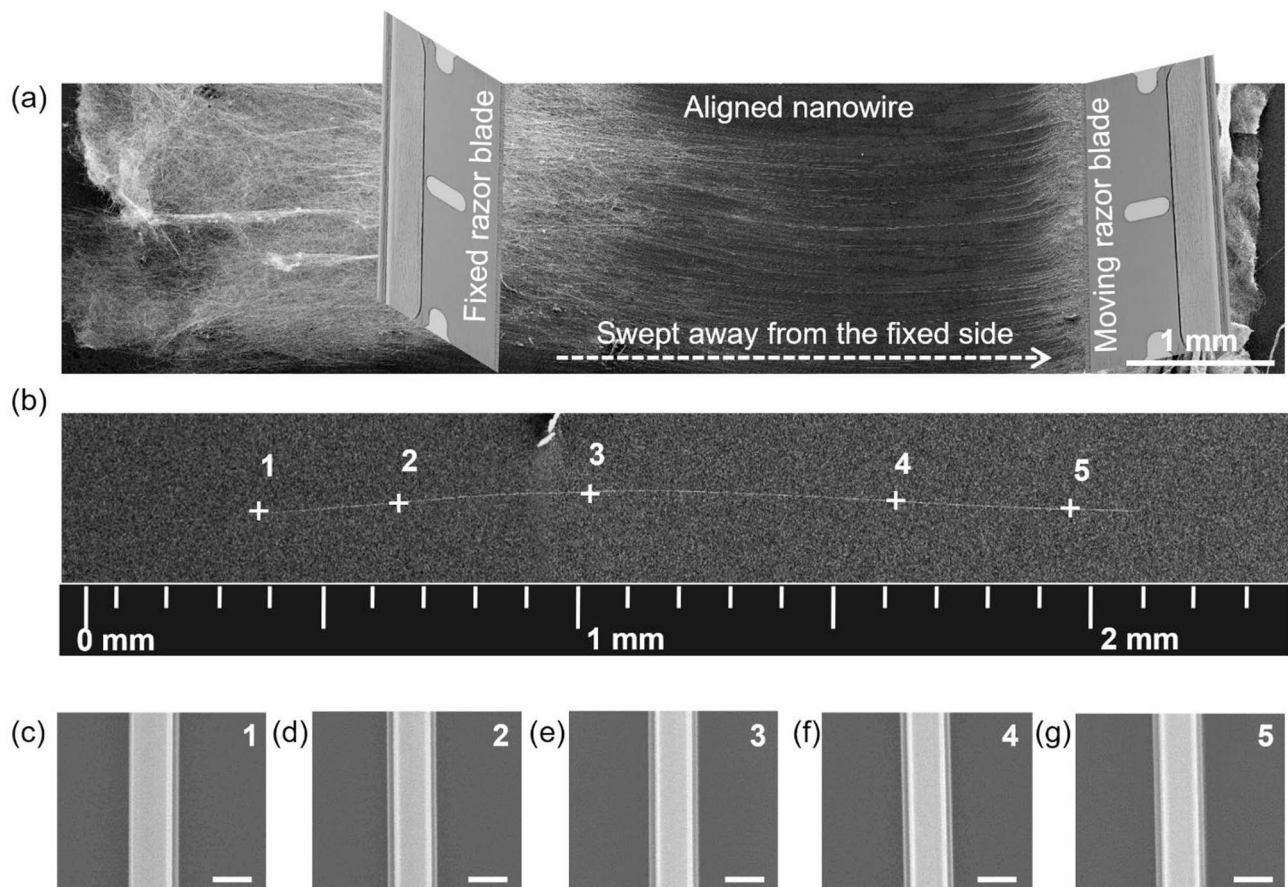 (a)
Fixed razor blade
Aligned nanowire
Swept away from the fixed side
Moving razor blade
1 mm
(b)
1
2
3
4
5
0 mm
1 mm
2 mm
(c)
1
(d)
2
(e)
3
(f)
4
(g)
5